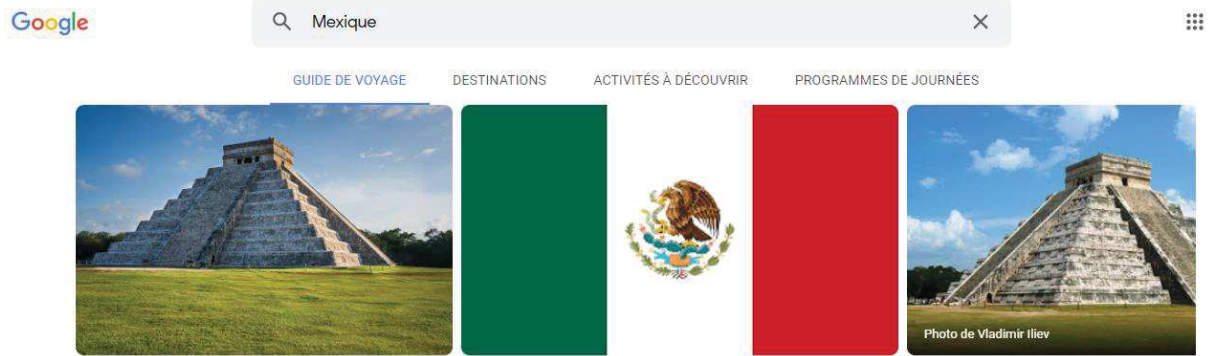 Google
Mexique
GUIDE DE VOYAGE
DESTINATIONS
ACTIVITÉS À DÉCOUVRIR
PROGRAMMES DE JOURNÉES
Photo de Vladimir Iliev